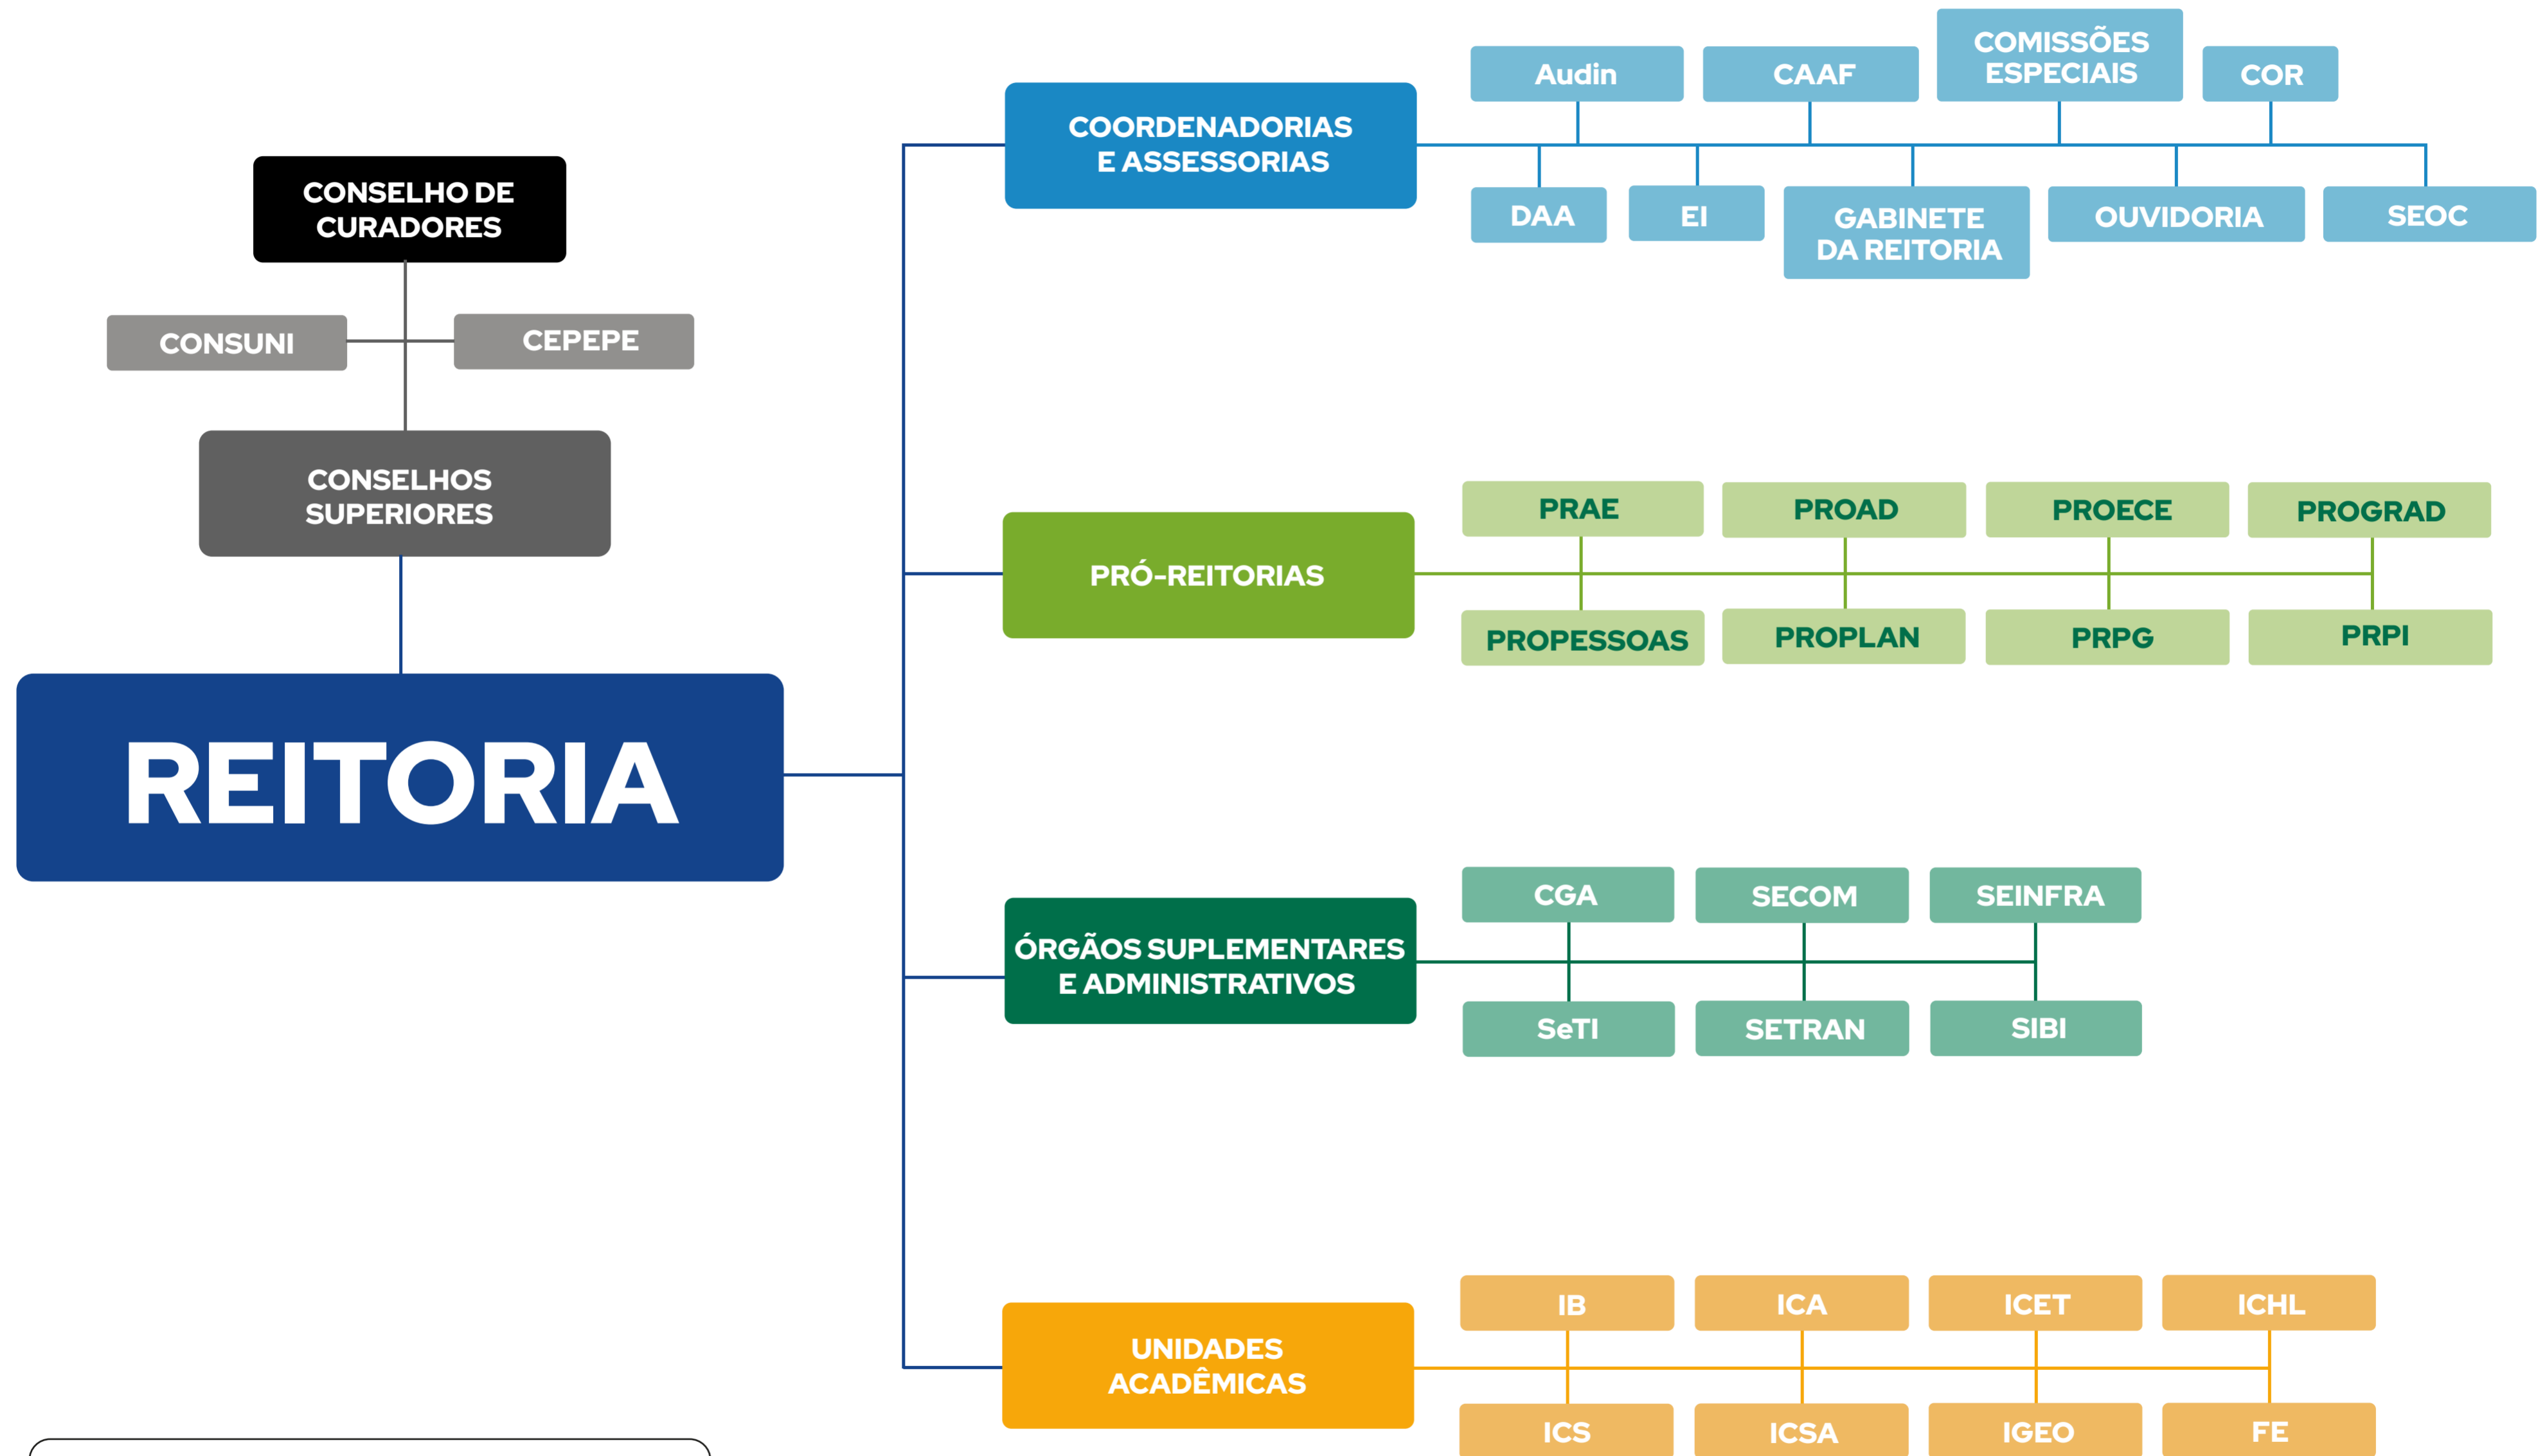 CONSELHO DE
CURADORES
CONSUNI
CEPEPE
CONSELHOS
SUPERIORES
REITORIA
COORDENADORIAS
E ASSESSORIAS
Audin
CAAF
COMISSÕES
ESPECIAIS
COR
DAA
EI
GABINETE
DA REITORIA
OUVIDORIA
SEOC
PRÓ-REITORIAS
PRAE
PROAD
PROECE
PROGRAD
PROPESSOAS
PROPLAN
PRPG
PRPI
ÓRGÃOS SUPLEMENTARES
E ADMINISTRATIVOS
CGA
SECOM
SEINFRA
SeTI
SETRAN
SIBI
UNIDADES
ACADÊMICAS
IB
ICA
ICET
ICHL
ICS
ICSA
IGEO
FE